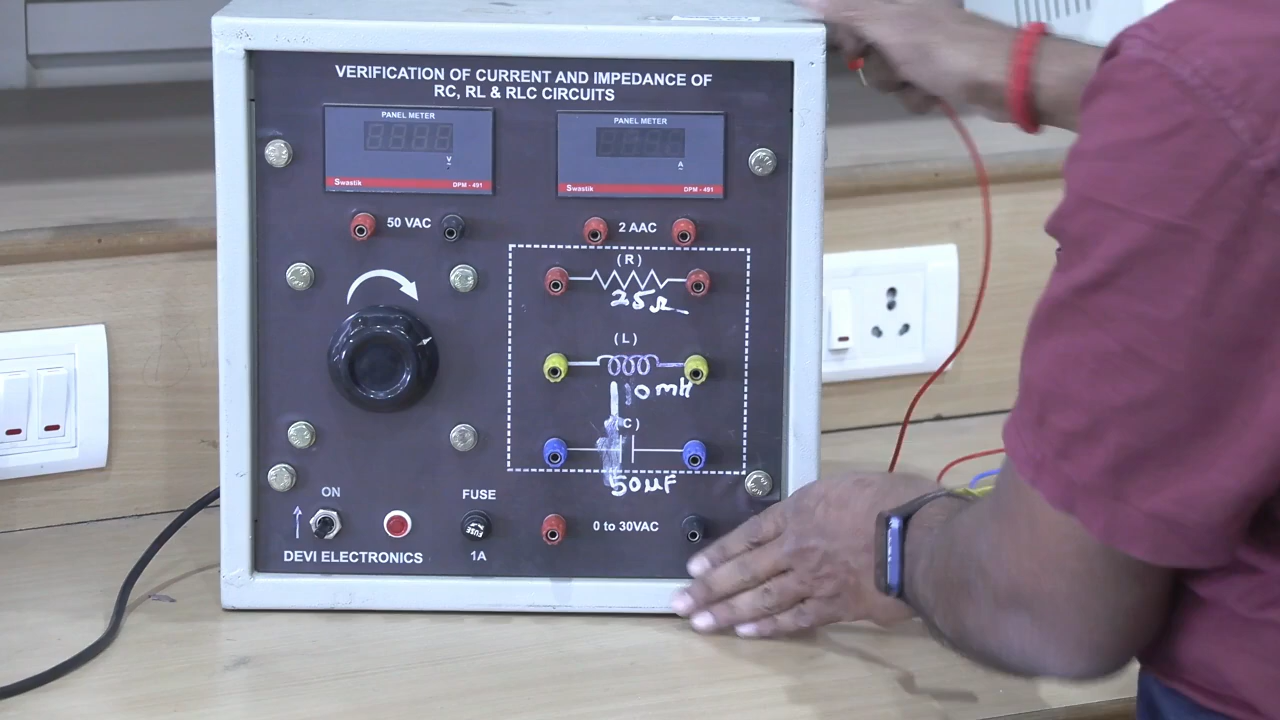 VERIFICATION OF CURRENT AND IMPEDANCE OF
RC, RL & RLC CIRCUITS
PANEL METER
V
Swastik DPM - 491
PANEL METER
A
Swastik DPM - 491
50 VAC
2 AAC
(R)
25Ω
(L)
10mH
(C)
50μF
ON
FUSE
FUSE
0 to 30VAC
DEVI ELECTRONICS
1A